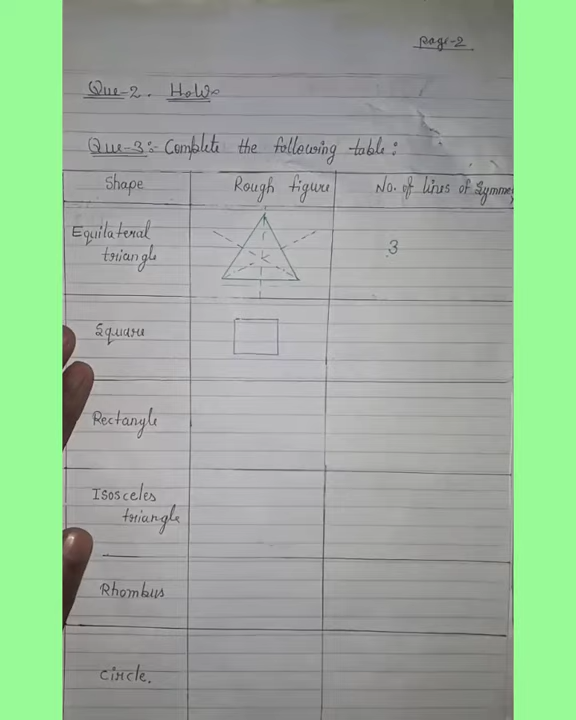 page-2
Que-2. H.W.
Que-3:- Complete the following table:
Shape Rough figure No. of lines of Symme
Equilateral
triangle 3
Square
Rectangle
Isosceles
triangle
Rhombus
circle.